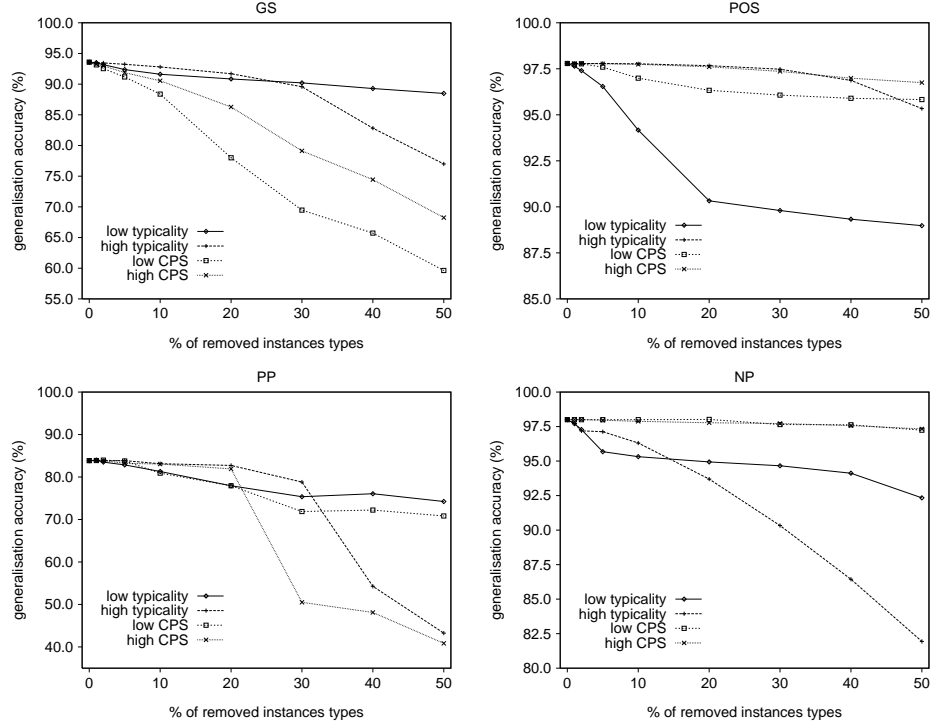 GS
100.0
95.0
90.0
85.0
80.0
75.0
70.0
65.0
60.0
55.0
generalisation accuracy (%)
low typicality
high typicality
low CPS
high CPS
0 10 20 30 40 50
% of removed instances types
POS
100.0
97.5
95.0
92.5
90.0
87.5
85.0
generalisation accuracy (%)
low typicality
high typicality
low CPS
high CPS
0 10 20 30 40 50
% of removed instances types
PP
100.0
90.0
80.0
70.0
60.0
50.0
40.0
generalisation accuracy (%)
low typicality
high typicality
low CPS
high CPS
0 10 20 30 40 50
% of removed instances types
NP
100.0
97.5
95.0
92.5
90.0
87.5
85.0
82.5
80.0
generalisation accuracy (%)
low typicality
high typicality
low CPS
high CPS
0 10 20 30 40 50
% of removed instances types